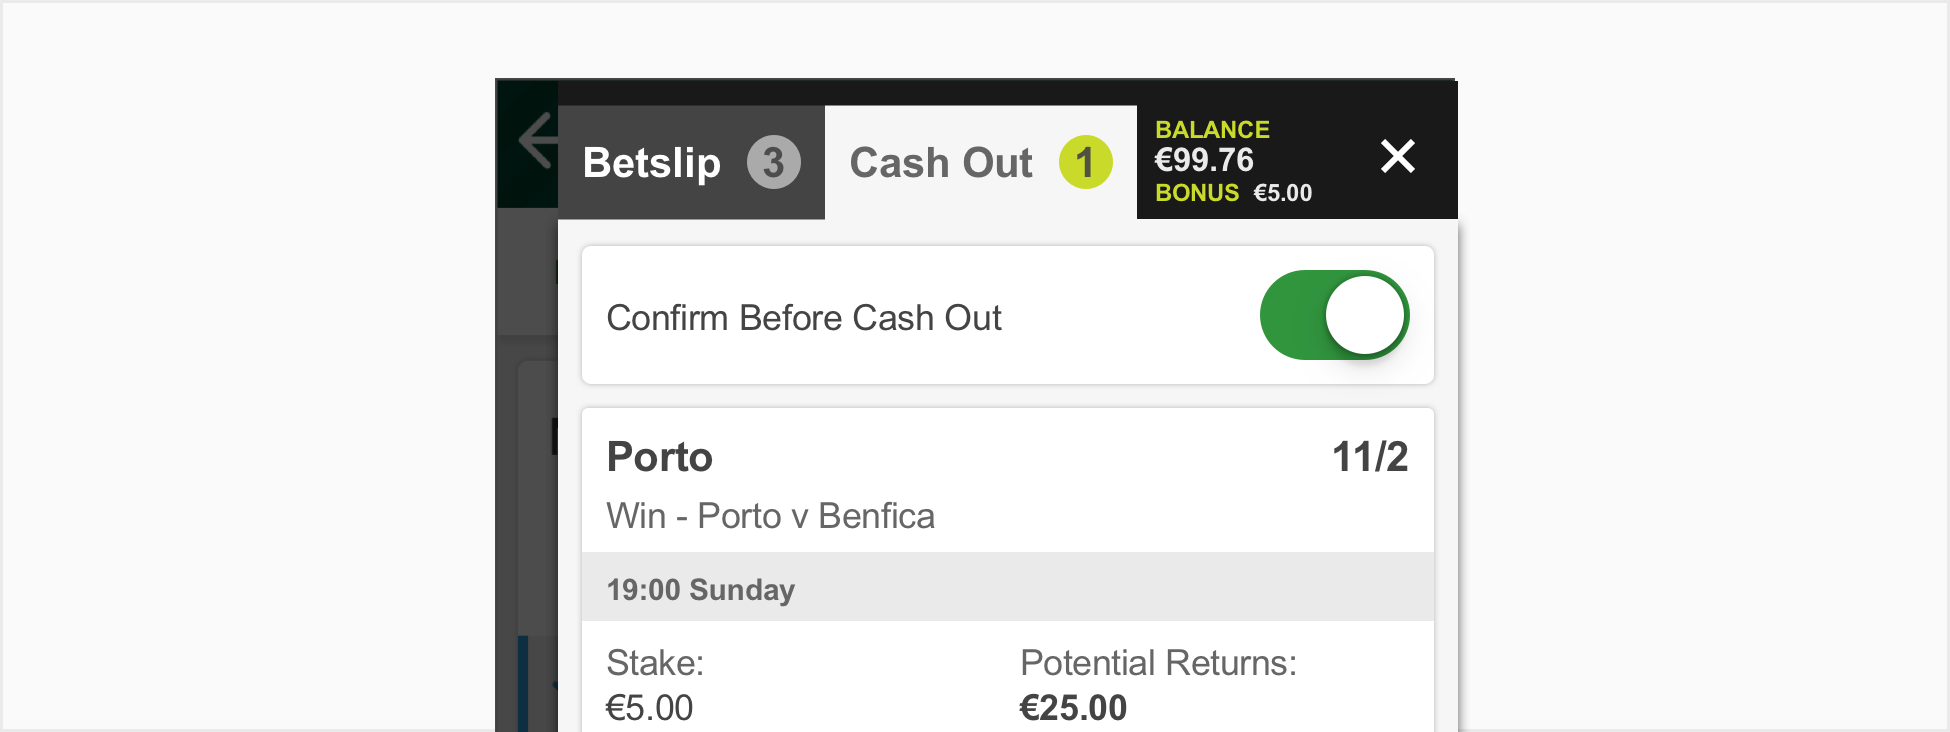 Betslip 3
Cash Out 1
BALANCE
€99.76
BONUS €5.00
Confirm Before Cash Out
Porto 11/2
Win - Porto v Benfica
19:00 Sunday
Stake: Potential Returns:
€5.00 €25.00